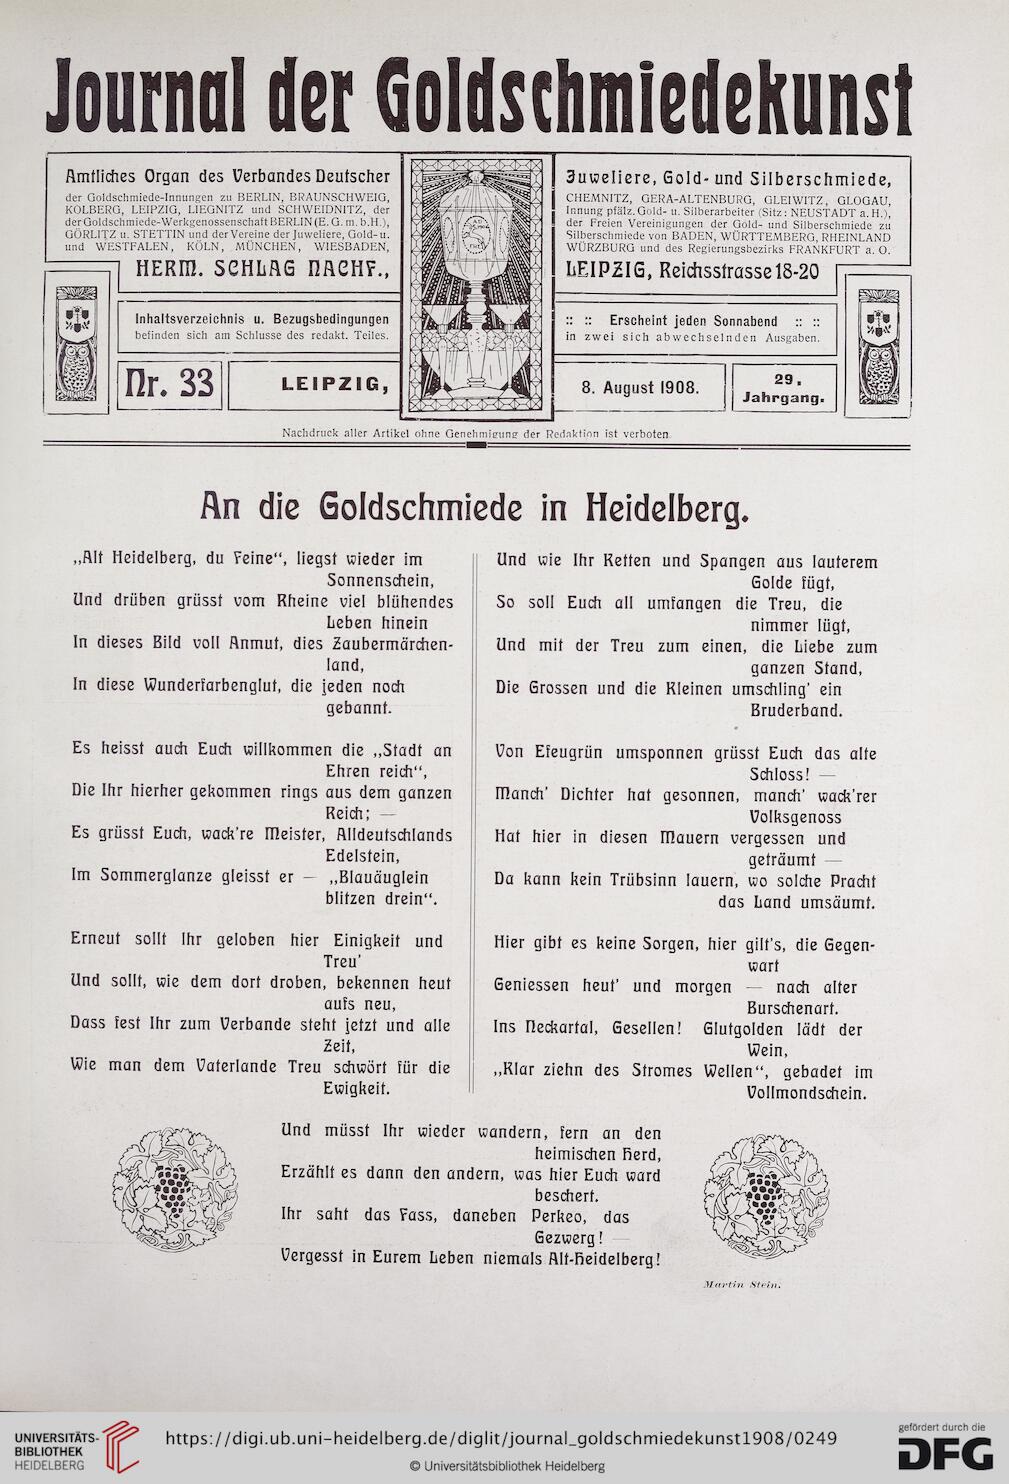 Journal der Goldschmiedekunst
Amtliches Organ des Verbandes Deutscher
der Goldschmiede-Innungen zu BERLIN, BRAUNSCHWEIG,
KOLBERG, LEIPZIG, LIEGNITZ und SCHWEIDNITZ, der
der Goldschmiede-Werkgenossenschaft BERLIN (E. G. m. b. H.),
GÖRLITZ u. STETTIN und der Vereine der Juweliere, Gold- u.
und WESTFALEN, KÖLN, MÜNCHEN, WIESBADEN,
HERM. SCHLAG NACHF.,
Juweliere, Gold- und Silberschmiede,
CHEMNITZ, GERA-ALTENBURG, GLEIWITZ, GLOGAU,
Innung pfälz. Gold- u. Silberarbeiter (Sitz: NEUSTADT a. H.),
der Freien Vereinigungen der Gold- und Silberschmiede zu
Silberschmiede von BADEN, WÜRTTEMBERG, RHEINLAND
WÜRZBURG und des Regierungsbezirks FRANKFURT a. O.
LEIPZIG, Reichsstrasse 18-20
Inhaltsverzeichnis u. Bezugsbedingungen
befinden sich am Schlusse des redakt. Teiles.
:: :: Erscheint jeden Sonnabend :: ::
in zwei sich abwechselnden Ausgaben.
Nr. 33
LEIPZIG,
8. August 1908.
29.
Jahrgang.
Nachdruck aller Artikel ohne Genehmigung der Redaktion ist verboten.
An die Goldschmiede in Heidelberg.
„Alt Heidelberg, du Feine“, liegst wieder im
Sonnenschein,
Und drüben grüsst vom Rheine viel blühendes
Leben hinein
In dieses Bild voll Anmut, dies Zaubermärchen-
land,
In diese Wunderfarbenglut, die jeden noch
gebannt.
Es heisst auch Euch willkommen die „Stadt an
Ehren reich“,
Die Ihr hierher gekommen rings aus dem ganzen
Reich; —
Es grüsst Euch, wack're Meister, Alldeutschlands
Edelstein,
Im Sommerglanze gleisst er — „Blauäuglein
blitzen drein“.
Erneut sollt Ihr geloben hier Einigkeit und
Treu'
Und sollt, wie dem dort droben, bekennen heut
aufs neu,
Dass fest Ihr zum Verbande steht jetzt und alle
Zeit,
Wie man dem Vaterlande Treu schwört für die
Ewigkeit.
Und wie Ihr Ketten und Spangen aus lauterem
Golde fügt,
So soll Euch all umfangen die Treu, die
nimmer lügt,
Und mit der Treu zum einen, die Liebe zum
ganzen Stand,
Die Grossen und die Kleinen umschling' ein
Bruderband.
Von Efeugrün umsponnen grüsst Euch das alte
Schloss! —
Manch' Dichter hat gesonnen, manch' wack'rer
Volksgenoss
Hat hier in diesen Mauern vergessen und
geträumt —
Da kann kein Trübsinn lauern, wo solche Pracht
das Land umsäumt.
Hier gibt es keine Sorgen, hier gilt's, die Gegen-
wart
Geniessen heut' und morgen — nach alter
Burschenart.
Ins Neckartal, Gesellen! Glutgolden lädt der
Wein,
„Klar ziehn des Stromes Wellen“, gebadet im
Vollmondschein.
Und müsst Ihr wieder wandern, fern an den
heimischen Herd,
Erzählt es dann den andern, was hier Euch ward
beschert.
Ihr saht das Fass, daneben Perkeo, das
Gezwerg! —
Vergesst in Eurem Leben niemals Alt-Heidelberg!
Martin Stein.
UNIVERSITÄTS-
BIBLIOTHEK
HEIDELBERG
https://digi.ub.uni-heidelberg.de/diglit/journal_goldschmiedekunst1908/0249
© Universitätsbibliothek Heidelberg
gefördert durch die
DFG